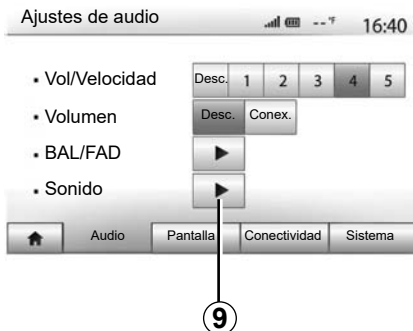 Ajustes de audio -- °F 16:40
• Vol/Velocidad Desc. 1 2 3 4 5
• Volumen Desc. Conex.
• BAL/FAD
• Sonido
Audio Pantalla Conectividad Sistema
9